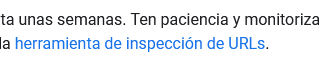 ta unas semanas. Ten paciencia y monitoriza
la herramienta de inspección de URLs.